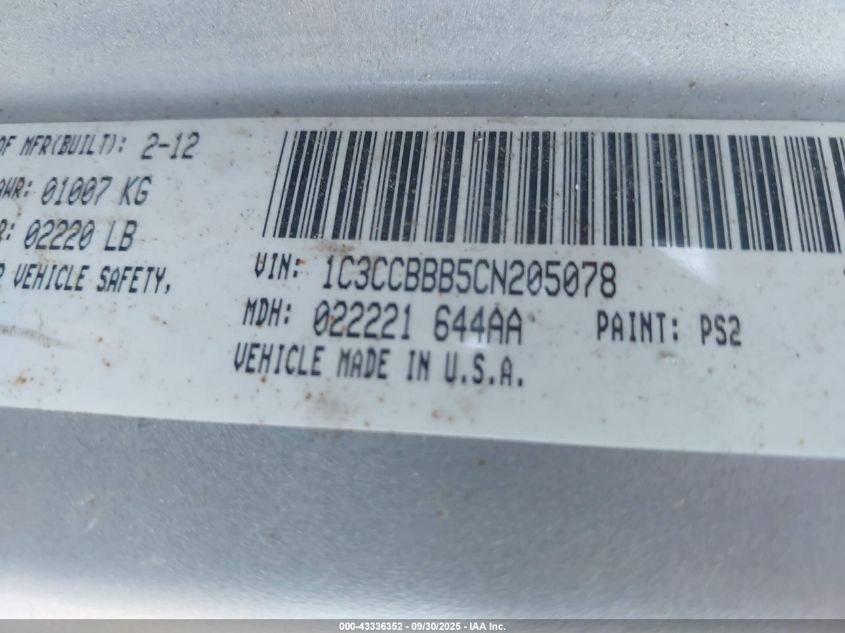 OF MFR(BUILT): 2-12
AWR: 01007 KG
R: 02220 LB
VEHICLE SAFETY,
VIN: 1C3CCBBB5CN205078
MDH: 022221 644AA PAINT: PS2
VEHICLE MADE IN U.S.A.
000-43336352 - 09/30/2025 - IAA Inc.